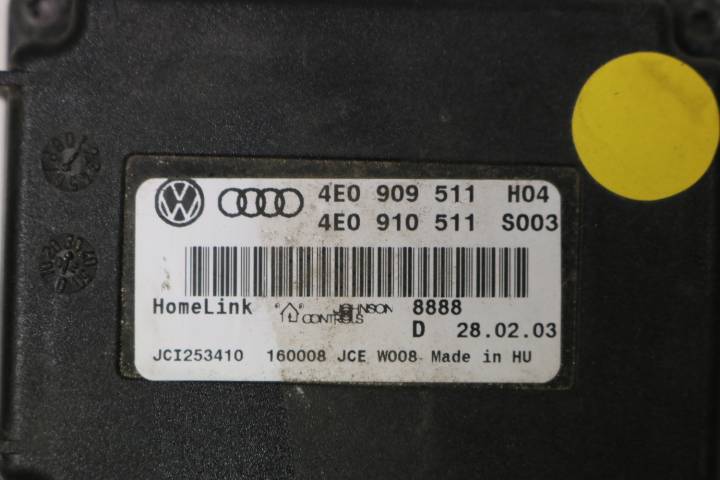 4E0 909 511 H04
4E0 910 511 S003
HomeLink JOHNSON CONTROLS 8888
D 28.02.03
JCI253410 160008 JCE W008 Made in HU